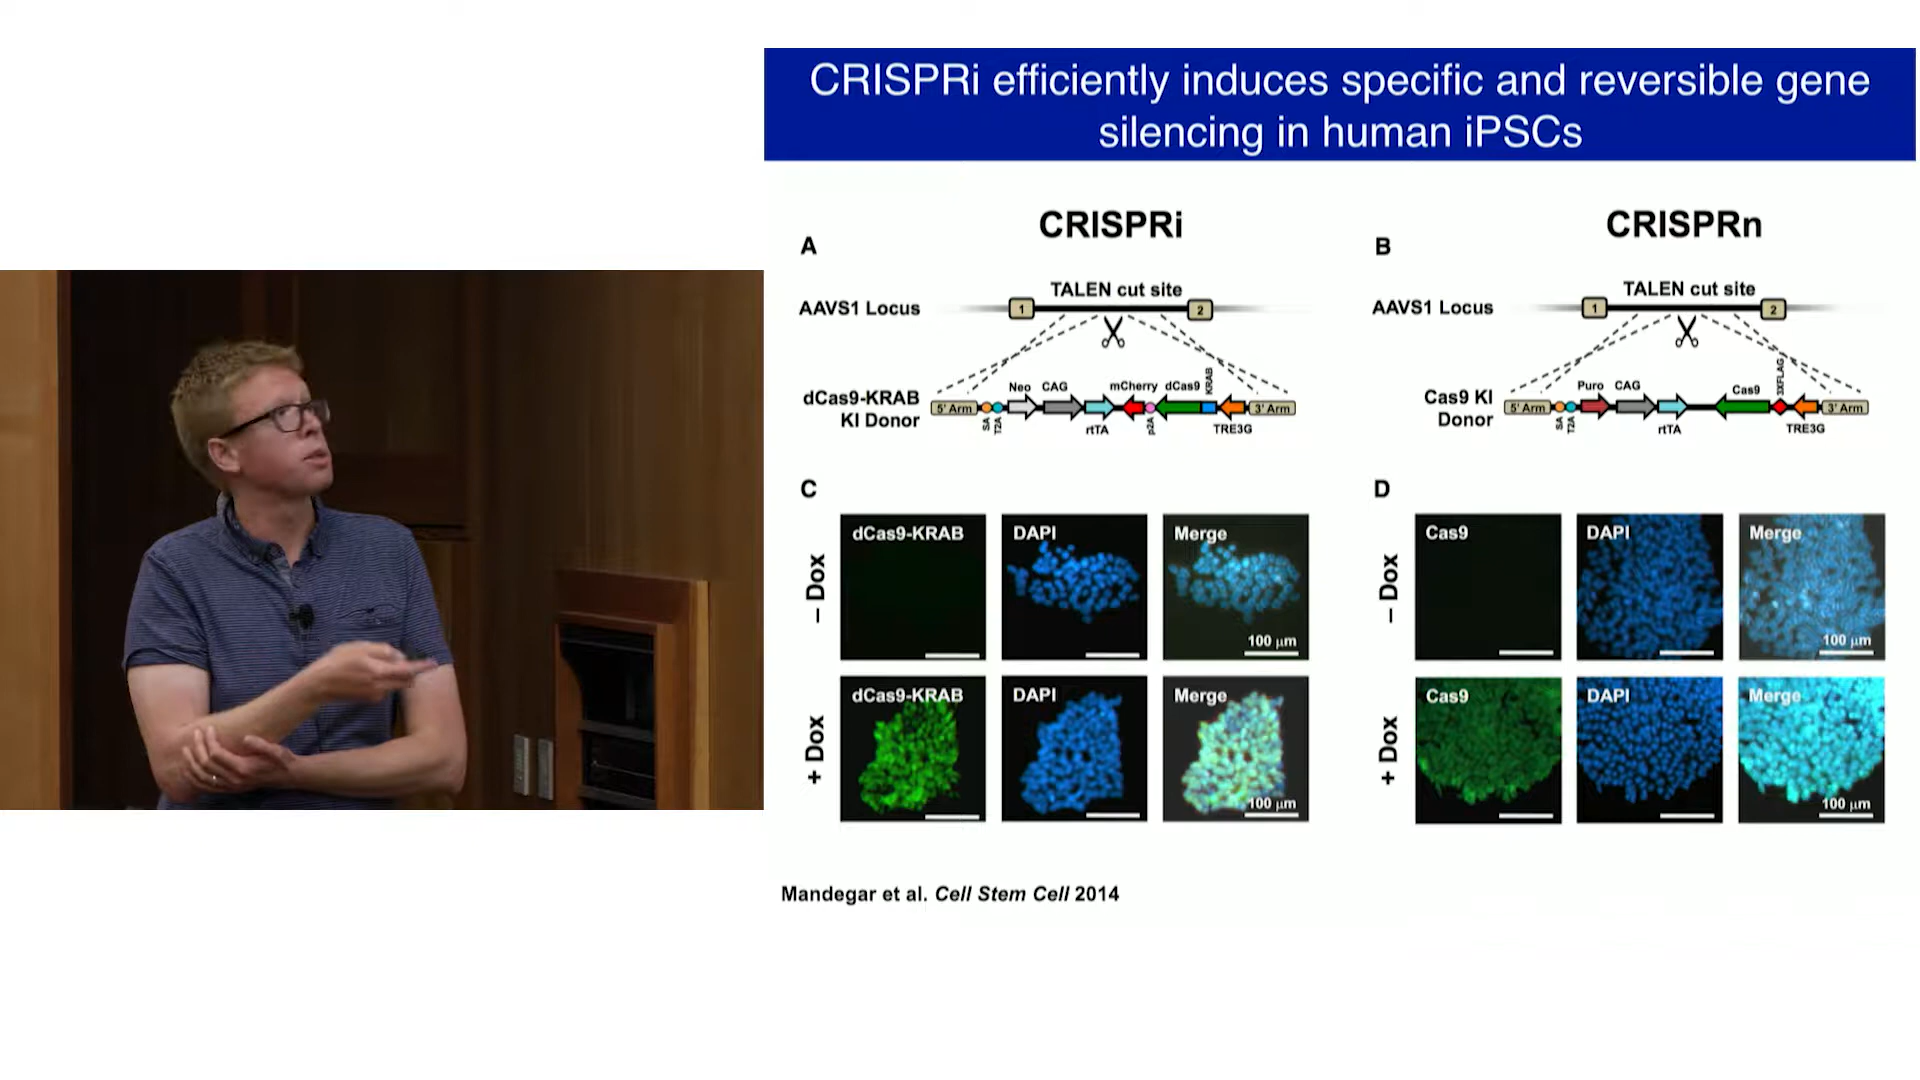 CRISPRi efficiently induces specific and reversible gene
silencing in human iPSCs
CRISPRi
A
TALEN cut site
AAVS1 Locus
1
2
dCas9-KRAB
KI Donor
5' Arm
SA
T2A
Neo
CAG
rtTA
mCherry
p2A
dCas9
KRAB
TRE3G
3' Arm
CRISPRn
B
TALEN cut site
AAVS1 Locus
1
2
Cas9 KI
Donor
5' Arm
SA
T2A
Puro
CAG
rtTA
Cas9
3XFLAG
TRE3G
3' Arm
C
– Dox
dCas9-KRAB
DAPI
Merge
100 µm
+ Dox
dCas9-KRAB
DAPI
Merge
100 µm
D
– Dox
Cas9
DAPI
Merge
100 µm
+ Dox
Cas9
DAPI
Merge
100 µm
Mandegar et al. Cell Stem Cell 2014